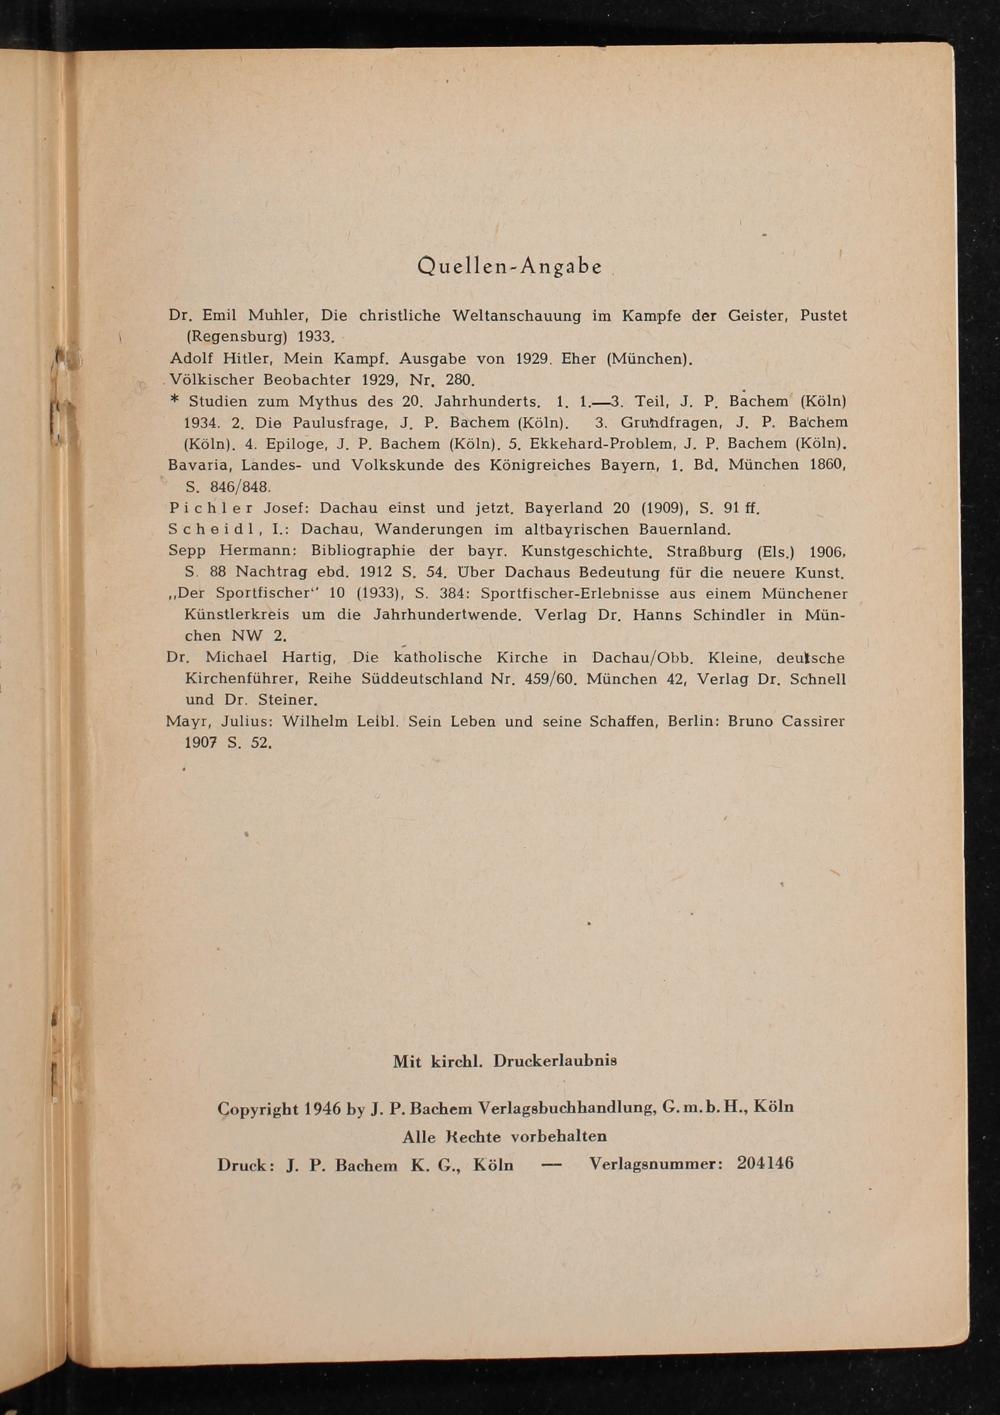 Quellen-Angabe
Dr. Emil Muhler, Die christliche Weltanschauung im Kampfe der Geister, Pustet
(Regensburg) 1933.
Adolf Hitler, Mein Kampf. Ausgabe von 1929. Eher (München).
Völkischer Beobachter 1929, Nr. 280.
* Studien zum Mythus des 20. Jahrhunderts. 1. 1.—3. Teil, J. P. Bachem (Köln)
1934. 2. Die Paulusfrage, J. P. Bachem (Köln). 3. Grundfragen, J. P. Bachem
(Köln). 4. Epiloge, J. P. Bachem (Köln). 5. Ekkehard-Problem, J. P. Bachem (Köln).
Bavaria, Landes- und Volkskunde des Königreiches Bayern, 1. Bd. München 1860,
S. 846/848.
Pichler Josef: Dachau einst und jetzt. Bayerland 20 (1909), S. 91 ff.
Scheidl, I.: Dachau, Wanderungen im altbayrischen Bauernland.
Sepp Hermann: Bibliographie der bayr. Kunstgeschichte. Straßburg (Els.) 1906,
S. 88 Nachtrag ebd. 1912 S. 54. Über Dachaus Bedeutung für die neuere Kunst.
„Der Sportfischer“ 10 (1933), S. 384: Sportfischer-Erlebnisse aus einem Münchener
Künstlerkreis um die Jahrhundertwende. Verlag Dr. Hanns Schindler in Mün-
chen NW 2.
Dr. Michael Hartig, Die katholische Kirche in Dachau/Obb. Kleine, deutsche
Kirchenführer, Reihe Süddeutschland Nr. 459/60. München 42, Verlag Dr. Schnell
und Dr. Steiner.
Mayr, Julius: Wilhelm Leibl. Sein Leben und seine Schaffen, Berlin: Bruno Cassirer
1907 S. 52.
Mit kirchl. Druckerlaubnis
Copyright 1946 by J. P. Bachem Verlagsbuchhandlung, G.m.b.H., Köln
Alle Rechte vorbehalten
Druck: J. P. Bachem K. G., Köln — Verlagsnummer: 204146